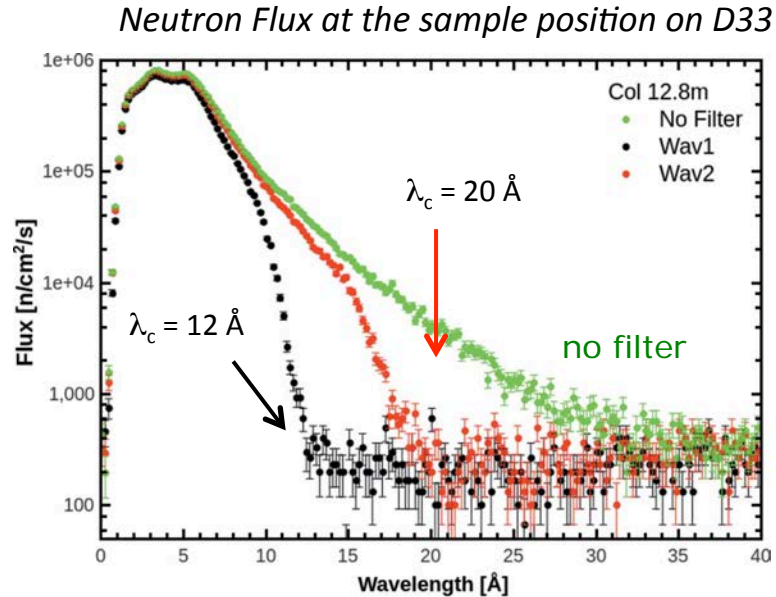 Neutron Flux at the sample position on D33
1e+06
1e+05
1e+04
1,000
100
Flux [n/cm²/s]
Col 12.8m
No Filter
Wav1
Wav2
λc = 20 Å
λc = 12 Å
no filter
0 5 10 15 20 25 30 35 40
Wavelength [Å]